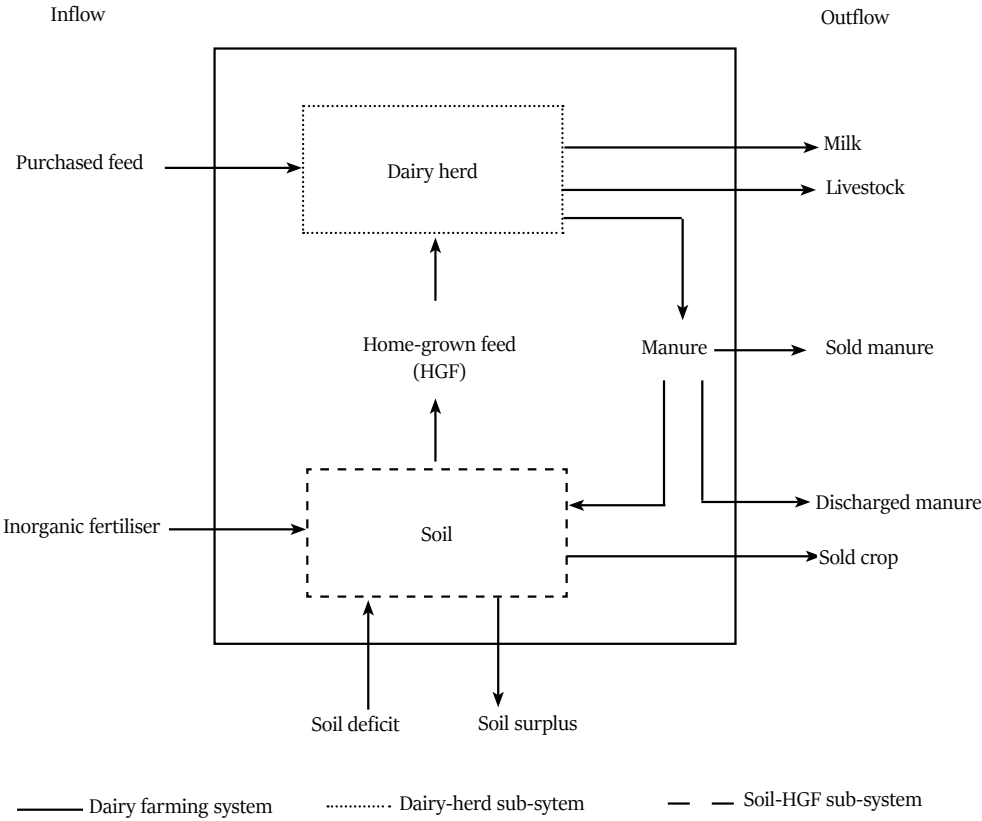 Inflow
Outflow
Purchased feed
Dairy herd
Milk
Livestock
Home-grown feed
(HGF)
Manure
Sold manure
Inorganic fertiliser
Soil
Discharged manure
Sold crop
Soil deficit
Soil surplus
Dairy farming system
Dairy-herd sub-sytem
Soil-HGF sub-system